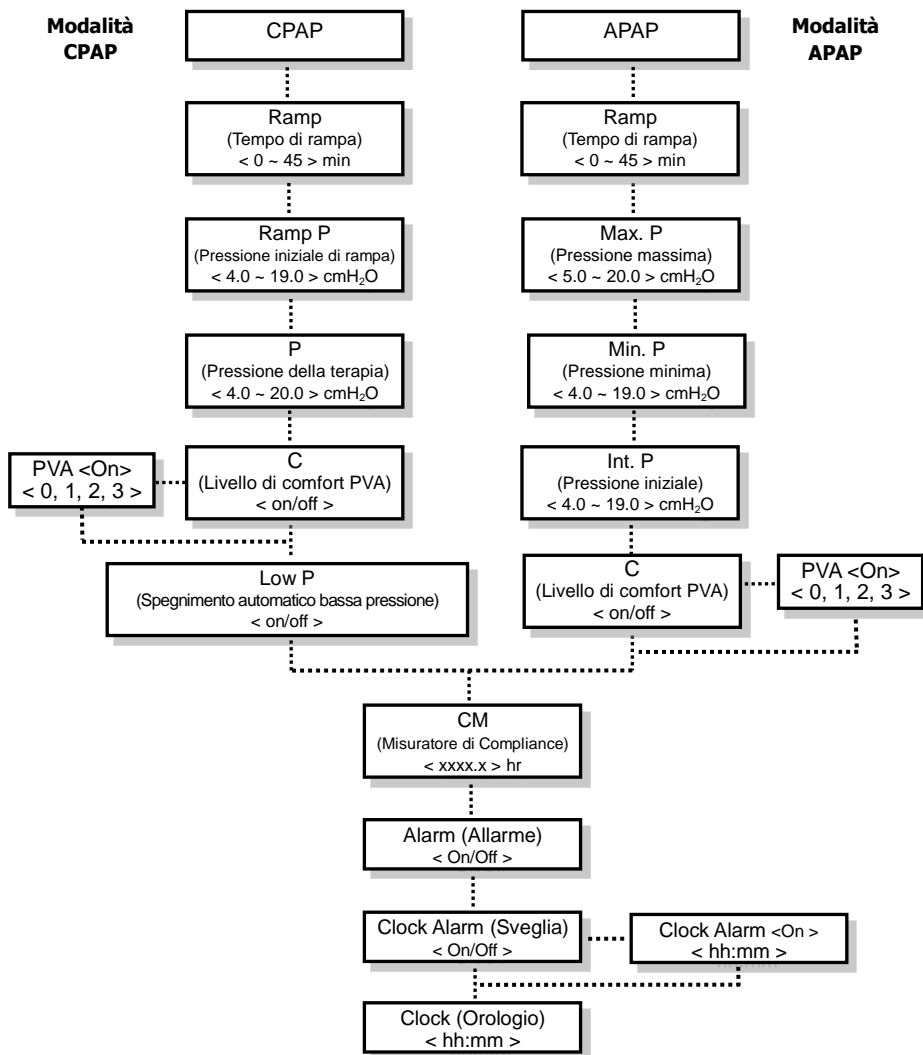 Modalità
CPAP
CPAP
Ramp
(Tempo di rampa)
< 0 ~ 45 > min
Ramp P
(Pressione iniziale di rampa)
< 4.0 ~ 19.0 > cmH₂O
P
(Pressione della terapia)
< 4.0 ~ 20.0 > cmH₂O
C
(Livello di comfort PVA)
< on/off >
PVA <On>
< 0, 1, 2, 3 >
Low P
(Spegnimento automatico bassa pressione)
< on/off >
APAP
Modalità
APAP
Ramp
(Tempo di rampa)
< 0 ~ 45 > min
Max. P
(Pressione massima)
< 5.0 ~ 20.0 > cmH₂O
Min. P
(Pressione minima)
< 4.0 ~ 19.0 > cmH₂O
Int. P
(Pressione iniziale)
< 4.0 ~ 19.0 > cmH₂O
C
(Livello di comfort PVA)
< on/off >
PVA <On>
< 0, 1, 2, 3 >
CM
(Misuratore di Compliance)
< xxxx.x > hr
Alarm (Allarme)
< On/Off >
Clock Alarm (Sveglia)
< On/Off >
Clock Alarm <On >
< hh:mm >
Clock (Orologio)
< hh:mm >